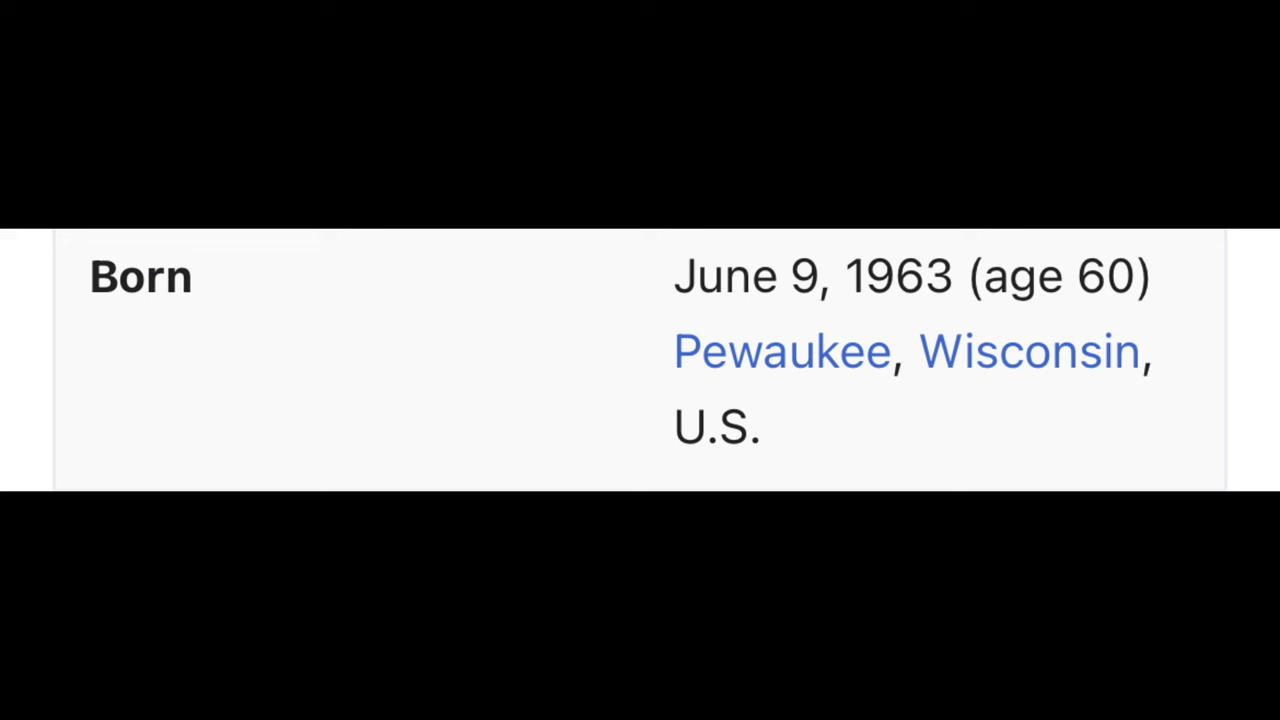 Born June 9, 1963 (age 60)
Pewaukee, Wisconsin,
U.S.